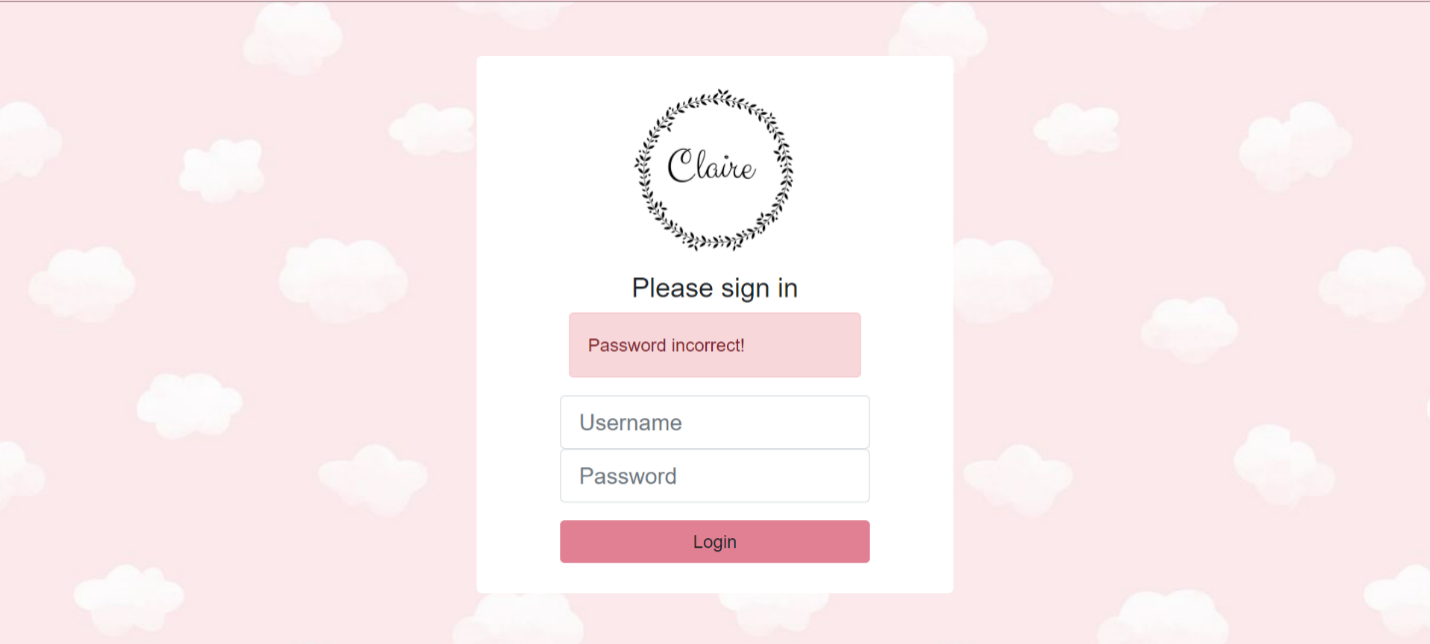 Claire
Please sign in
Password incorrect!
Username
Password
Login